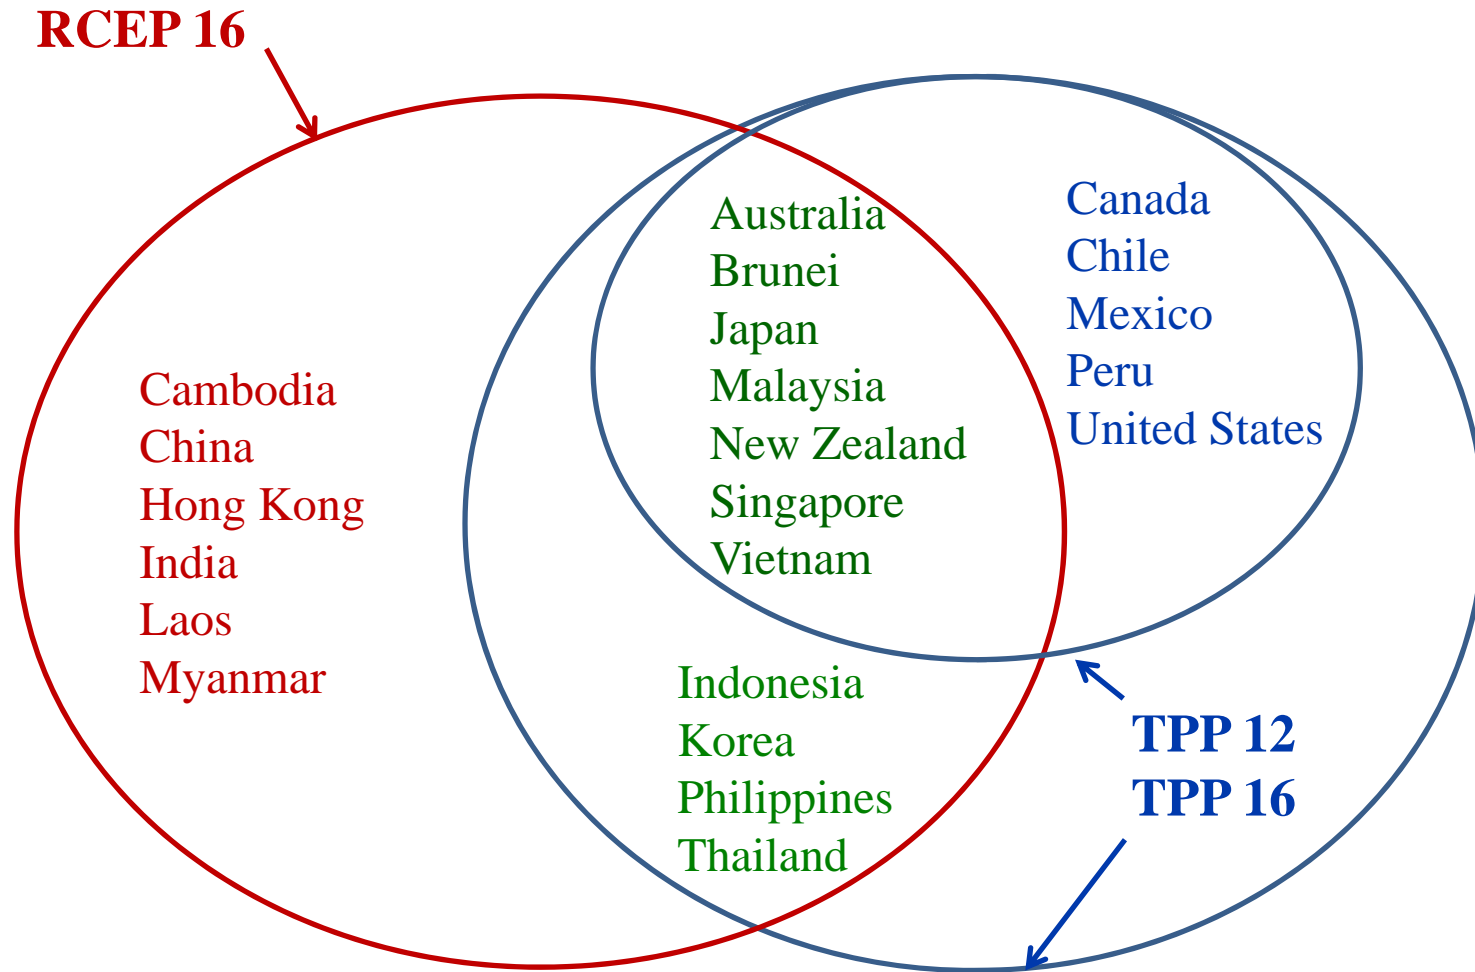 RCEP 16
Cambodia
China
Hong Kong
India
Laos
Myanmar
Australia
Brunei
Japan
Malaysia
New Zealand
Singapore
Vietnam
Indonesia
Korea
Philippines
Thailand
Canada
Chile
Mexico
Peru
United States
TPP 12
TPP 16